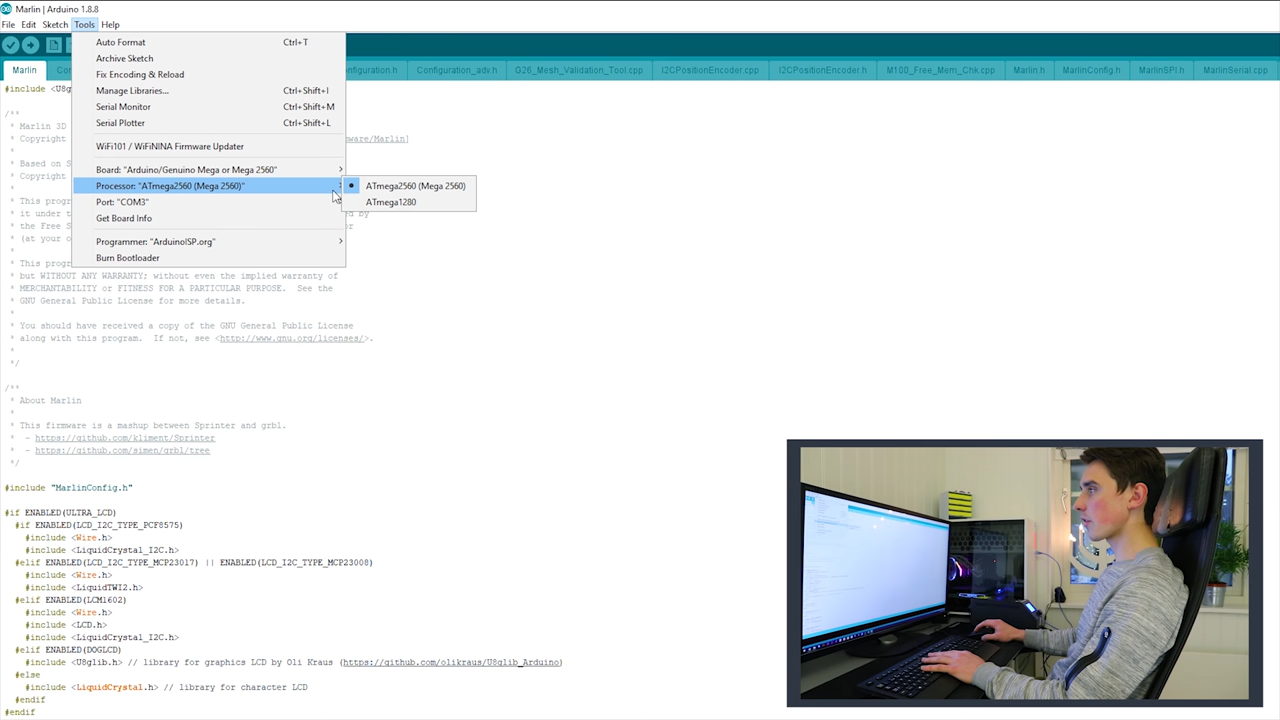 Marlin | Arduino 1.8.8
File Edit Sketch Tools Help
Auto Format Ctrl+T
Archive Sketch
Fix Encoding & Reload
Manage Libraries... Ctrl+Shift+I
Serial Monitor Ctrl+Shift+M
Serial Plotter Ctrl+Shift+L
WiFi101 / WiFiNINA Firmware Updater
Board: "Arduino/Genuino Mega or Mega 2560"
Processor: "ATmega2560 (Mega 2560)"
Port: "COM3"
Get Board Info
Programmer: "ArduinoISP.org"
Burn Bootloader
ATmega2560 (Mega 2560)
ATmega1280
Marlin Co onfiguration.h Configuration_adv.h G26_Mesh_Validation_Tool.cpp I2CPositionEncoder.cpp I2CPositionEncoder.h M100_Free_Mem_Chk.cpp Marlin.h MarlinConfig.h MarlinSPI.h MarlinSerial.cpp
#include <U8g
/**
* Marlin 3D
* Copyright ware/Marlin]
*
* Based on S
* Copyright
*
* This prog
* it under t d by
* the Free S
* (at your o
*
* This prog
* but WITHOUT ANY WARRANTY; without even the implied warranty of
* MERCHANTABILITY or FITNESS FOR A PARTICULAR PURPOSE. See the
* GNU General Public License for more details.
*
* You should have received a copy of the GNU General Public License
* along with this program. If not, see <http://www.gnu.org/licenses/>.
*
*/
/**
* About Marlin
*
* This firmware is a mashup between Sprinter and grbl.
* - https://github.com/kliment/Sprinter
* - https://github.com/simen/grbl/tree
*/
#include "MarlinConfig.h"
#if ENABLED(ULTRA_LCD)
#if ENABLED(LCD_I2C_TYPE_PCF8575)
#include <Wire.h>
#include <LiquidCrystal_I2C.h>
#elif ENABLED(LCD_I2C_TYPE_MCP23017) || ENABLED(LCD_I2C_TYPE_MCP23008)
#include <Wire.h>
#include <LiquidTWI2.h>
#elif ENABLED(LCM1602)
#include <Wire.h>
#include <LCD.h>
#include <LiquidCrystal_I2C.h>
#elif ENABLED(DOGLCD)
#include <U8glib.h> // library for graphics LCD by Oli Kraus (https://github.com/olikraus/U8glib_Arduino)
#else
#include <LiquidCrystal.h> // library for character LCD
#endif
#endif